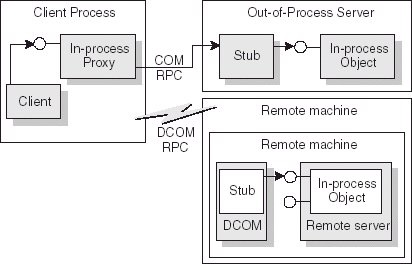 Client Process
In-process
Proxy
Client
COM
RPC
Out-of-Process Server
Stub
In-process
Object
DCOM
RPC
Remote machine
Remote machine
Stub
DCOM
In-process
Object
Remote server